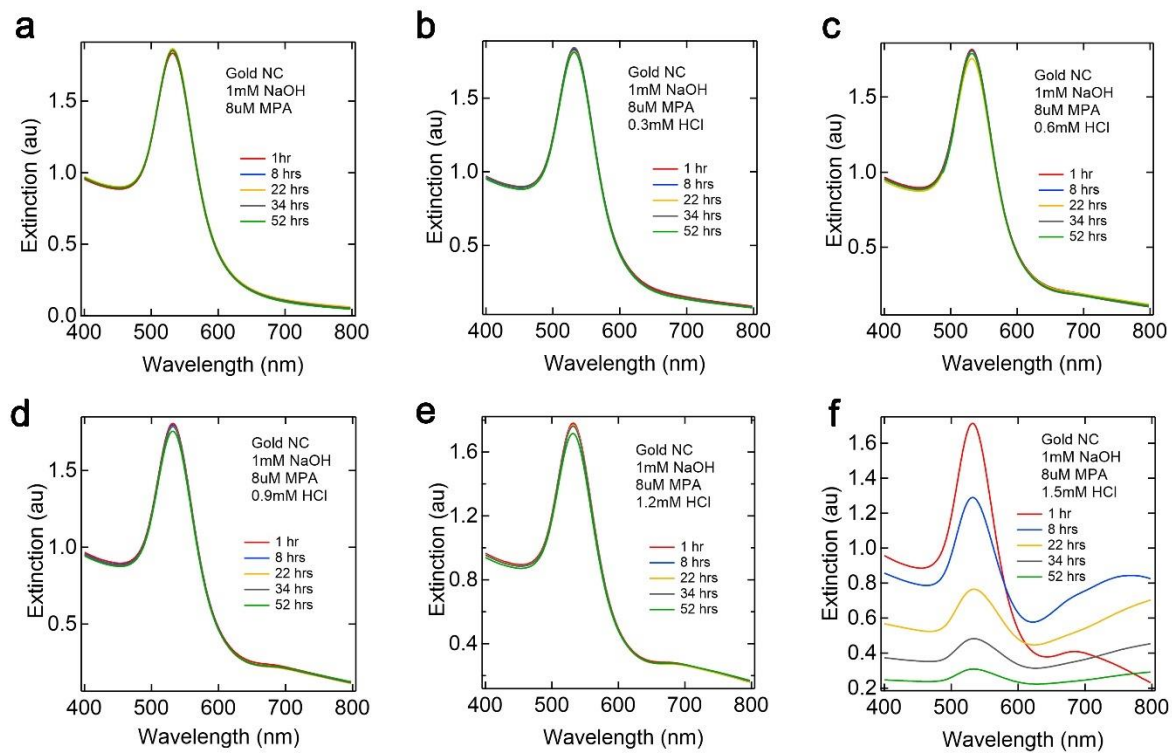 a
Extinction (au)
1.5
1.0
0.5
0.0
Gold NC
1mM NaOH
8uM MPA
1hr
8 hrs
22 hrs
34 hrs
52 hrs
400 500 600 700 800
Wavelength (nm)
b
Extinction (au)
1.5
1.0
0.5
Gold NC
1mM NaOH
8uM MPA
0.3mM HCl
1 hr
8 hrs
22 hrs
34 hrs
52 hrs
400 500 600 700 800
Wavelength (nm)
c
Extinction (au)
1.5
1.0
0.5
Gold NC
1mM NaOH
8uM MPA
0.6mM HCl
1 hr
8 hrs
22 hrs
34 hrs
52 hrs
400 500 600 700 800
Wavelength (nm)
d
Extinction (au)
1.5
1.0
0.5
Gold NC
1mM NaOH
8uM MPA
0.9mM HCl
1 hr
8 hrs
22 hrs
34 hrs
52 hrs
400 500 600 700 800
Wavelength (nm)
e
Extinction (au)
1.6
1.2
0.8
0.4
Gold NC
1mM NaOH
8uM MPA
1.2mM HCl
1 hr
8 hrs
22 hrs
34 hrs
52 hrs
400 500 600 700 800
Wavelength (nm)
f
Extinction (au)
1.6
1.4
1.2
1.0
0.8
0.6
0.4
0.2
Gold NC
1mM NaOH
8uM MPA
1.5mM HCl
1 hr
8 hrs
22 hrs
34 hrs
52 hrs
400 500 600 700 800
Wavelength (nm)